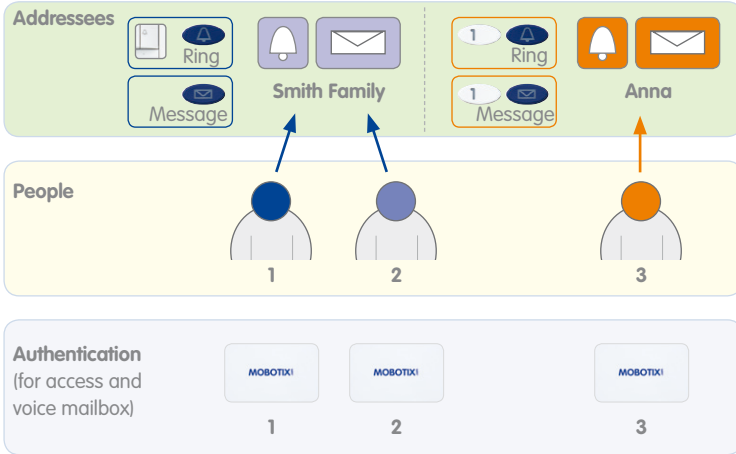 Addressees
Ring
1
Ring
Message
Smith Family
1
Message
Anna
People
1 2 3
Authentication
(for access and
voice mailbox)
MOBOTIX MOBOTIX MOBOTIX
1 2 3